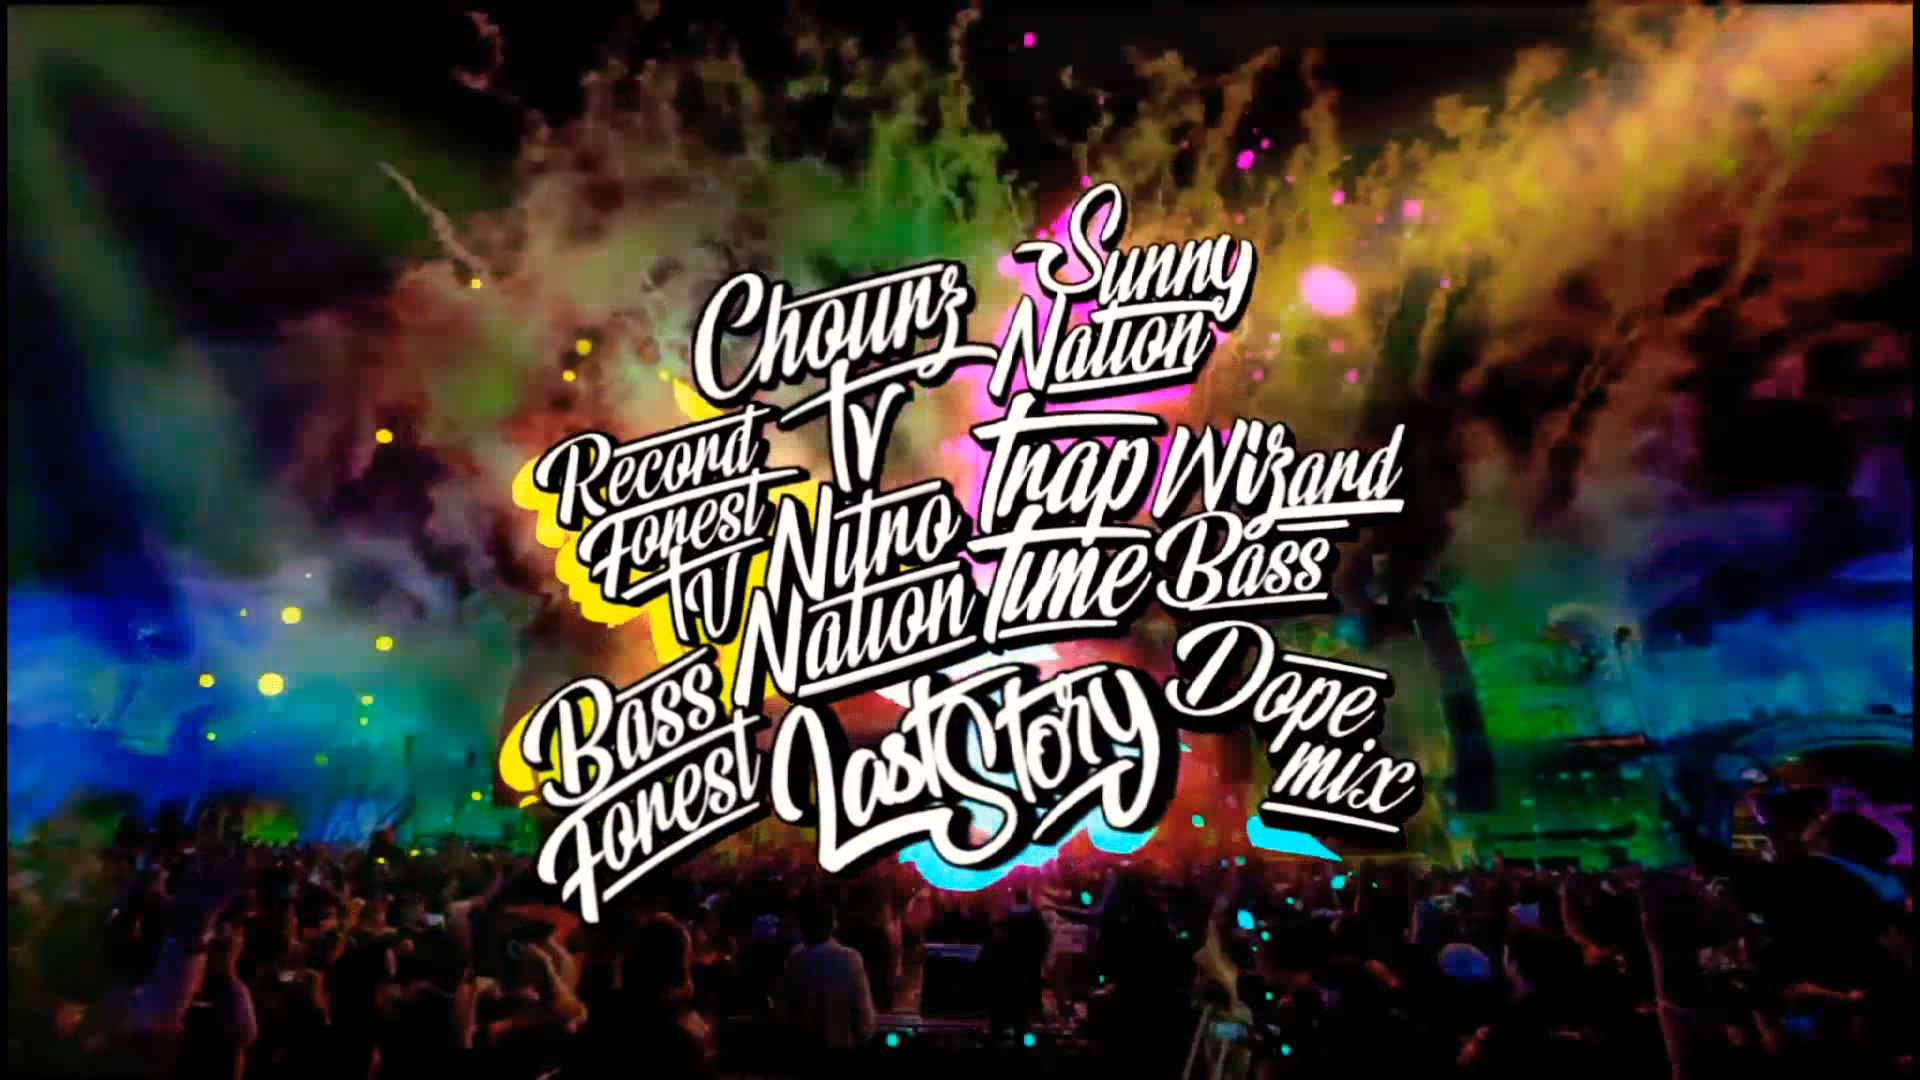 Chounz
TV
Sunny
Nation
Record
Forest
TV
Nitro
Nation
Trap
Time
Wizard
Bass
Bass
Forest
LastStory
Dope
mix